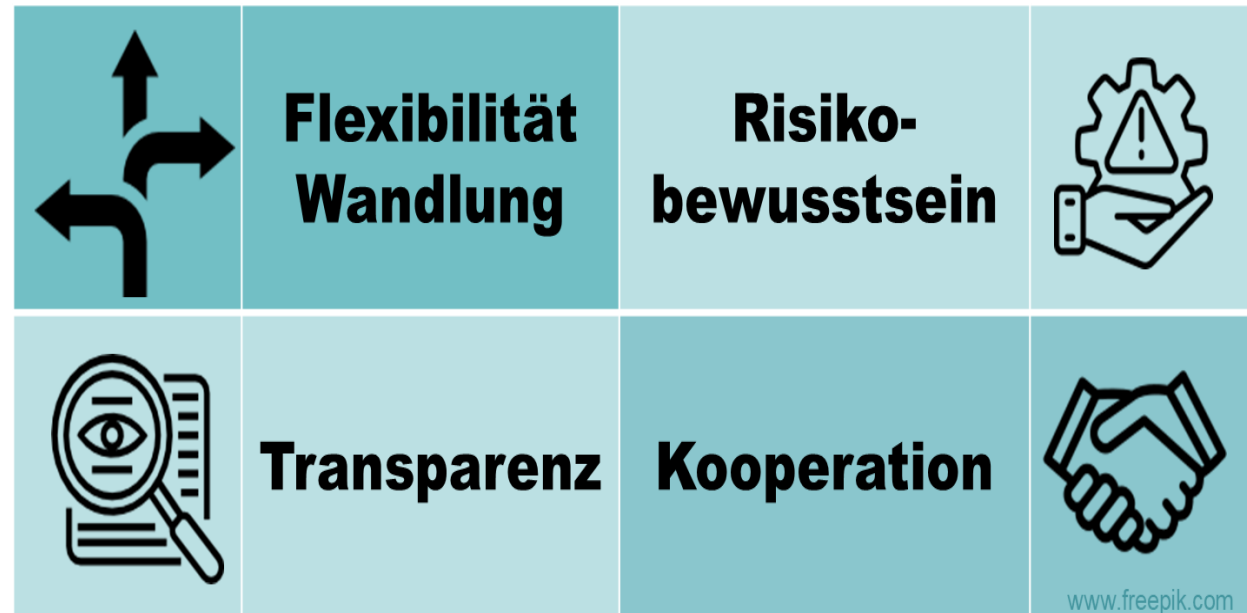 Flexibilität
Wandlung
Risiko-
bewusstsein
Transparenz
Kooperation
www.freepik.com